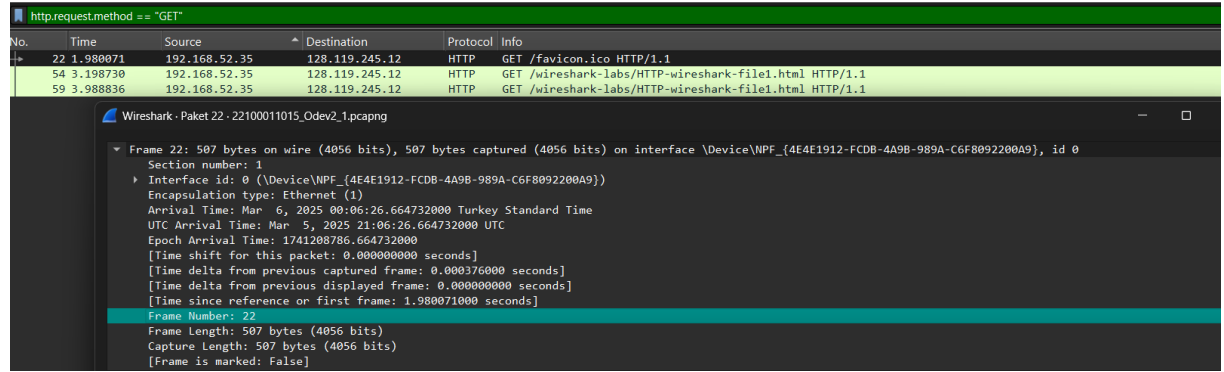 http.request.method == "GET"
No. Time Source Destination Protocol Info
22 1.980071 192.168.52.35 128.119.245.12 HTTP GET /favicon.ico HTTP/1.1
54 3.198730 192.168.52.35 128.119.245.12 HTTP GET /wireshark-labs/HTTP-wireshark-file1.html HTTP/1.1
59 3.988836 192.168.52.35 128.119.245.12 HTTP GET /wireshark-labs/HTTP-wireshark-file1.html HTTP/1.1
Wireshark · Paket 22 · 22100011015_Odev2_1.pcapng
Frame 22: 507 bytes on wire (4056 bits), 507 bytes captured (4056 bits) on interface \Device\NPF_{4E4E1912-FCDB-4A9B-989A-C6F8092200A9}, id 0
Section number: 1
Interface id: 0 (\Device\NPF_{4E4E1912-FCDB-4A9B-989A-C6F8092200A9})
Encapsulation type: Ethernet (1)
Arrival Time: Mar  6, 2025 00:06:26.664732000 Turkey Standard Time
UTC Arrival Time: Mar  5, 2025 21:06:26.664732000 UTC
Epoch Arrival Time: 1741208786.664732000
[Time shift for this packet: 0.000000000 seconds]
[Time delta from previous captured frame: 0.000376000 seconds]
[Time delta from previous displayed frame: 0.000000000 seconds]
[Time since reference or first frame: 1.980071000 seconds]
Frame Number: 22
Frame Length: 507 bytes (4056 bits)
Capture Length: 507 bytes (4056 bits)
[Frame is marked: False]